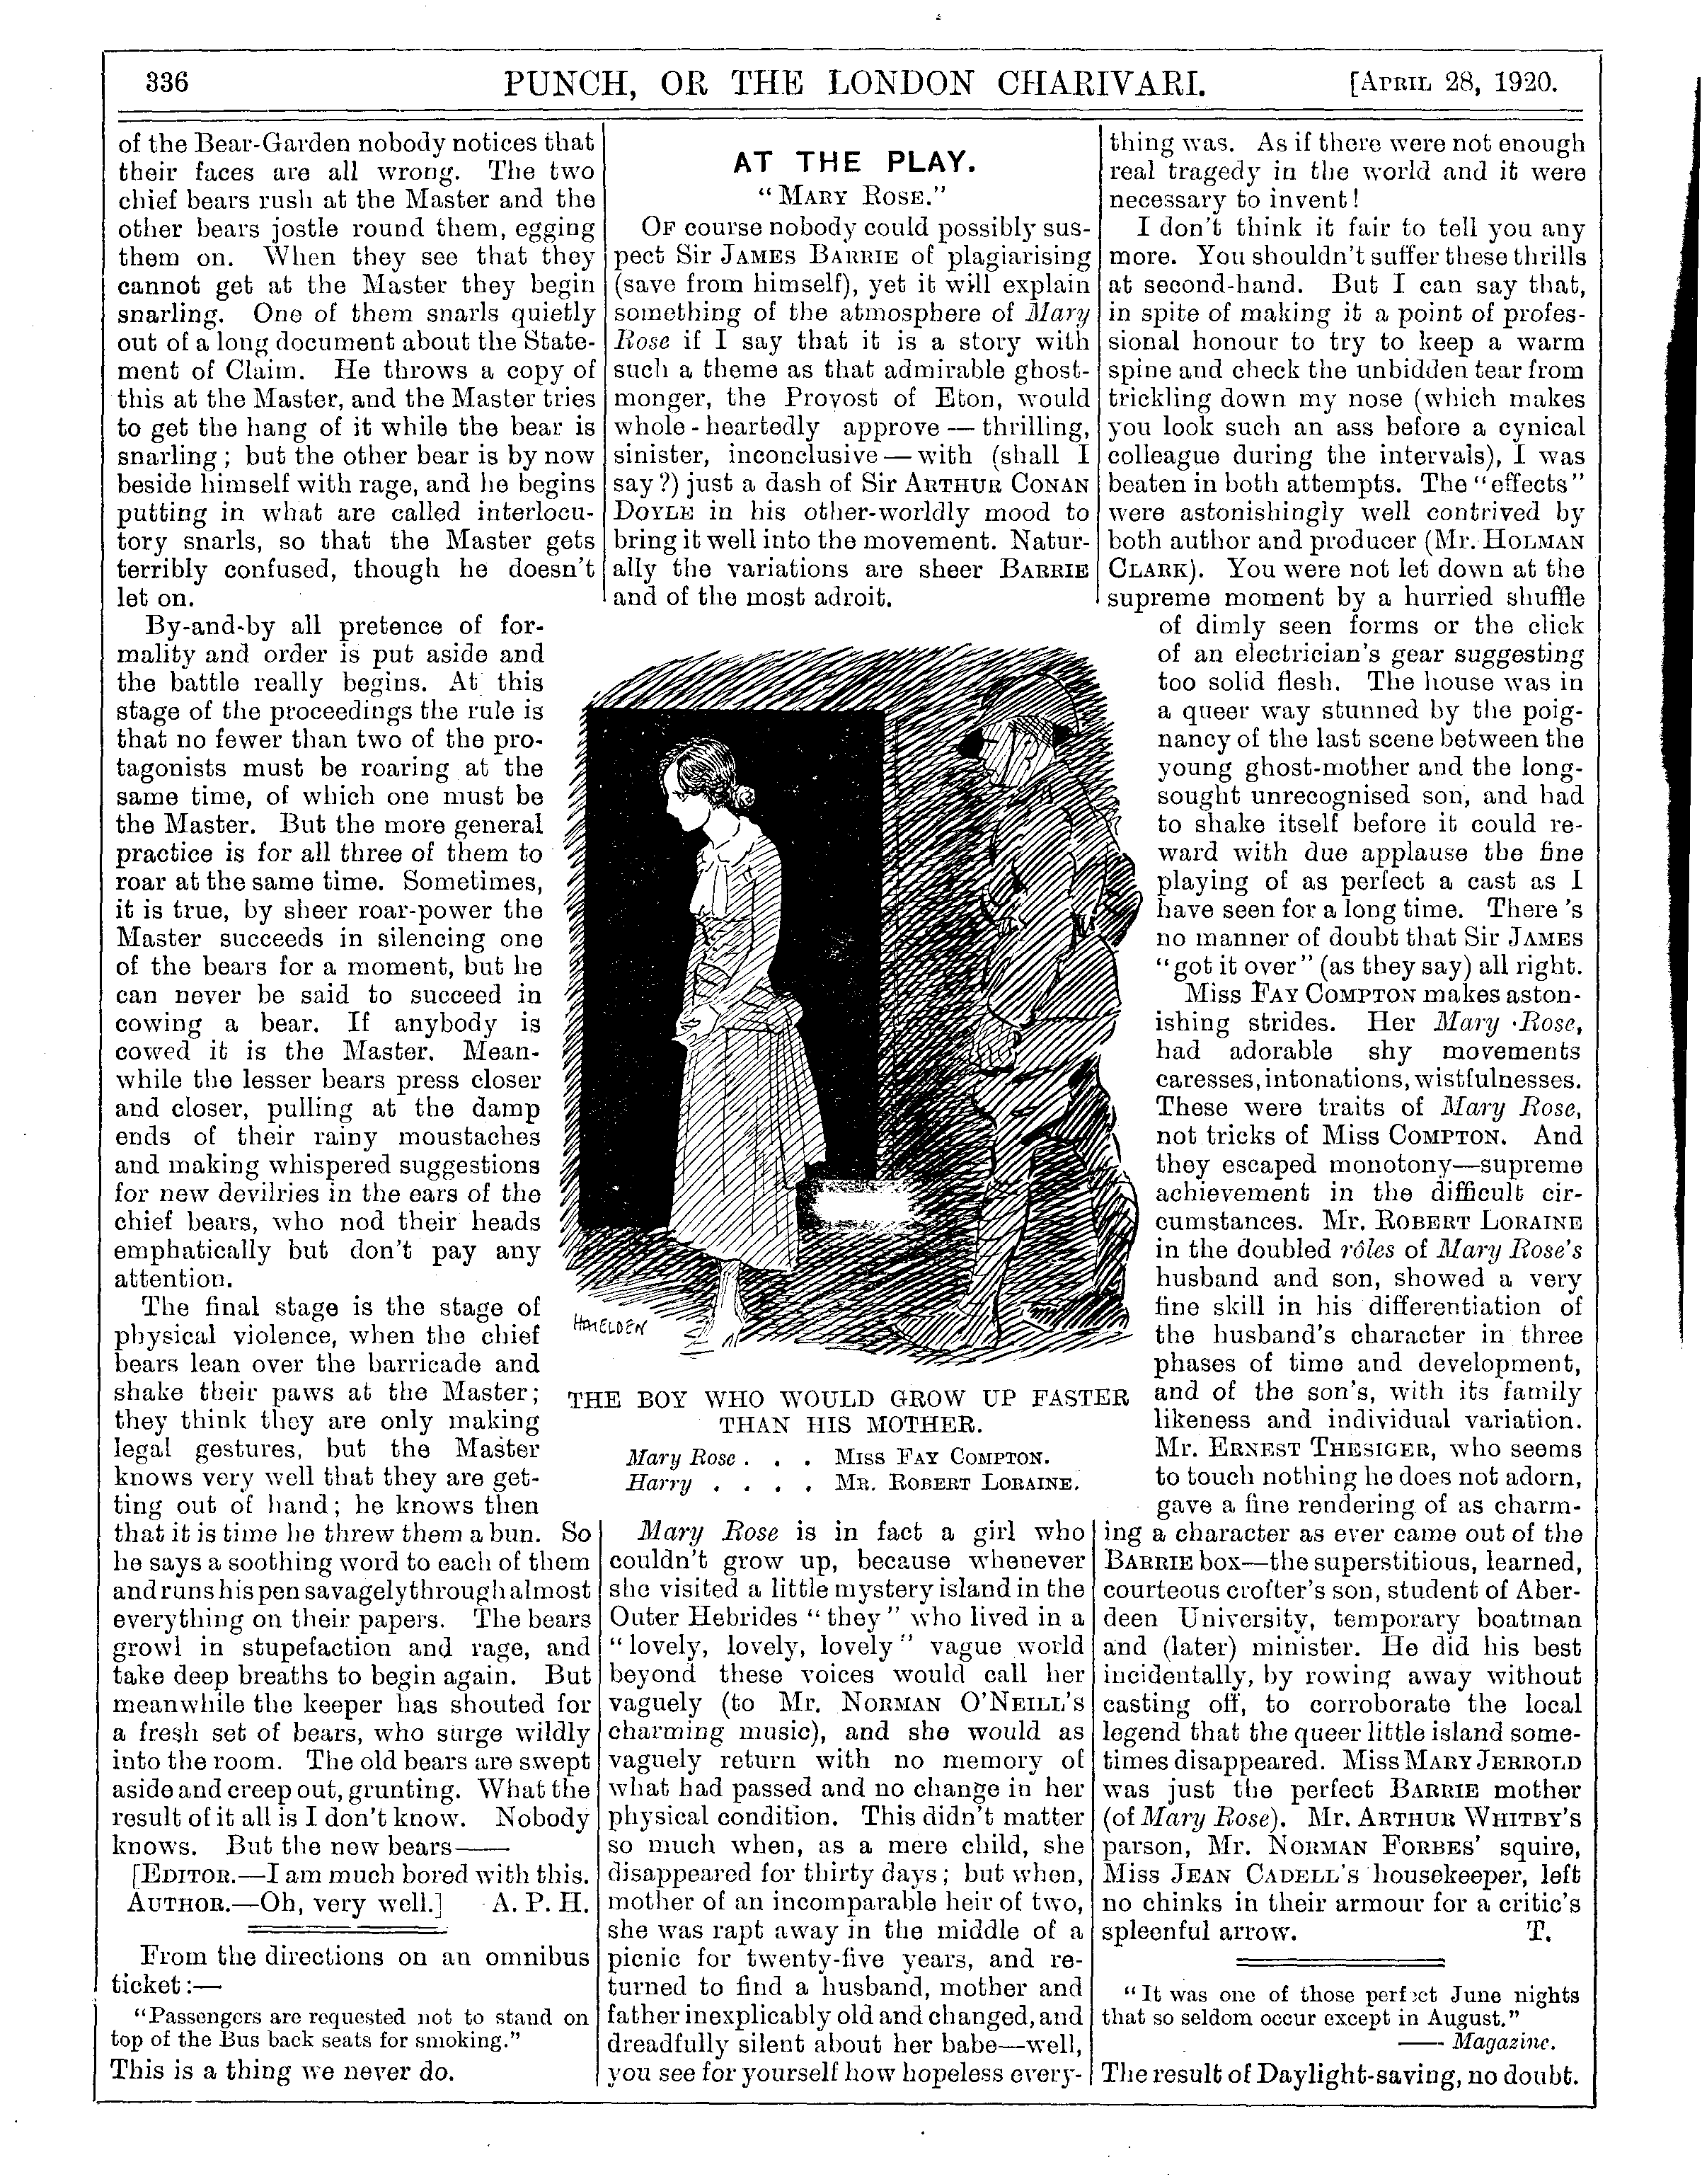 336
PUNCH, OR THE LONDON CHARIVARI.
[APRIL 28, 1920.
of the Bear-Garden nobody notices that
their faces are all wrong. The two
chief bears rush at the Master and the
other bears jostle round them, egging
them on. When they see that they
cannot get at the Master they begin
snarling. One of them snarls quietly
out of a long document about the State-
ment of Claim. He throws a copy of
this at the Master, and the Master tries
to get the hang of it while the bear is
snarling; but the other bear is by now
beside himself with rage, and he begins
putting in what are called interlocu-
tory snarls, so that the Master gets
terribly confused, though he doesn't
let on.
By-and-by all pretence of for-
mality and order is put aside and
the battle really begins. At this
stage of the proceedings the rule is
that no fewer than two of the pro-
tagonists must be roaring at the
same time, of which one must be
the Master. But the more general
practice is for all three of them to
roar at the same time. Sometimes,
it is true, by sheer roar-power the
Master succeeds in silencing one
of the bears for a moment, but he
can never be said to succeed in
cowing a bear. If anybody is
cowed it is the Master. Mean-
while the lesser bears press closer
and closer, pulling at the damp
ends of their rainy moustaches
and making whispered suggestions
for new devilries in the ears of the
chief bears, who nod their heads
emphatically but don't pay any
attention.
The final stage is the stage of
physical violence, when the chief
bears lean over the barricade and
shake their paws at the Master;
they think they are only making
legal gestures, but the Master
knows very well that they are get-
ting out of hand; he knows then
that it is time he threw them a bun. So
he says a soothing word to each of them
and runs his pen savagely through almost
everything on their papers. The bears
growl in stupefaction and rage, and
take deep breaths to begin again. But
meanwhile the keeper has shouted for
a fresh set of bears, who surge wildly
into the room. The old bears are swept
aside and creep out, grunting. What the
result of it all is I don't know. Nobody
knows. But the new bears——
[EDITOR.—I am much bored with this.
AUTHOR.—Oh, very well.] A. P. H.
From the directions on an omnibus
ticket:—
"Passengers are requested not to stand on
top of the Bus back seats for smoking."
This is a thing we never do.
AT THE PLAY.
"MARY ROSE."
OF course nobody could possibly sus-
pect Sir JAMES BARRIE of plagiarising
(save from himself), yet it will explain
something of the atmosphere of Mary
Rose if I say that it is a story with
such a theme as that admirable ghost-
monger, the Provost of Eton, would
whole-heartedly approve — thrilling,
sinister, inconclusive—with (shall I
say?) just a dash of Sir ARTHUR CONAN
DOYLE in his other-worldly mood to
bring it well into the movement. Natur-
ally the variations are sheer BARRIE
and of the most adroit.
HASELDEN
THE BOY WHO WOULD GROW UP FASTER
THAN HIS MOTHER.
Mary Rose . . . MISS FAY COMPTON.
Harry . . . . MR. ROBERT LORAINE.
Mary Rose is in fact a girl who
couldn't grow up, because whenever
she visited a little mystery island in the
Outer Hebrides "they" who lived in a
"lovely, lovely, lovely" vague world
beyond these voices would call her
vaguely (to Mr. NORMAN O'NEILL'S
charming music), and she would as
vaguely return with no memory of
what had passed and no change in her
physical condition. This didn't matter
so much when, as a mere child, she
disappeared for thirty days; but when,
mother of an incomparable heir of two,
she was rapt away in the middle of a
picnic for twenty-five years, and re-
turned to find a husband, mother and
father inexplicably old and changed, and
dreadfully silent about her babe—well,
you see for yourself how hopeless every-
thing was. As if there were not enough
real tragedy in the world and it were
necessary to invent!
I don't think it fair to tell you any
more. You shouldn't suffer these thrills
at second-hand. But I can say that,
in spite of making it a point of profes-
sional honour to try to keep a warm
spine and check the unbidden tear from
trickling down my nose (which makes
you look such an ass before a cynical
colleague during the intervals), I was
beaten in both attempts. The "effects"
were astonishingly well contrived by
both author and producer (Mr. HOLMAN
CLARK). You were not let down at the
supreme moment by a hurried shuffle
of dimly seen forms or the click
of an electrician's gear suggesting
too solid flesh. The house was in
a queer way stunned by the poig-
nancy of the last scene between the
young ghost-mother and the long-
sought unrecognised son, and had
to shake itself before it could re-
ward with due applause the fine
playing of as perfect a cast as I
have seen for a long time. There 's
no manner of doubt that Sir JAMES
"got it over" (as they say) all right.
Miss FAY COMPTON makes aston-
ishing strides. Her Mary Rose,
had adorable shy movements
caresses, intonations, wistfulnesses.
These were traits of Mary Rose,
not tricks of Miss COMPTON. And
they escaped monotony—supreme
achievement in the difficult cir-
cumstances. Mr. ROBERT LORAINE
in the doubled rôles of Mary Rose's
husband and son, showed a very
fine skill in his differentiation of
the husband's character in three
phases of time and development,
and of the son's, with its family
likeness and individual variation.
Mr. ERNEST THESIGER, who seems
to touch nothing he does not adorn,
gave a fine rendering of as charm-
ing a character as ever came out of the
BARRIE box—the superstitious, learned,
courteous crofter's son, student of Aber-
deen University, temporary boatman
and (later) minister. He did his best
incidentally, by rowing away without
casting off, to corroborate the local
legend that the queer little island some-
times disappeared. Miss MARY JERROLD
was just the perfect BARRIE mother
(of Mary Rose). Mr. ARTHUR WHITBY'S
parson, Mr. NORMAN FORBES' squire,
Miss JEAN CADELL'S housekeeper, left
no chinks in their armour for a critic's
spleenful arrow. T.
"It was one of those perfect June nights
that so seldom occur except in August."
—— Magazine.
The result of Daylight-saving, no doubt.